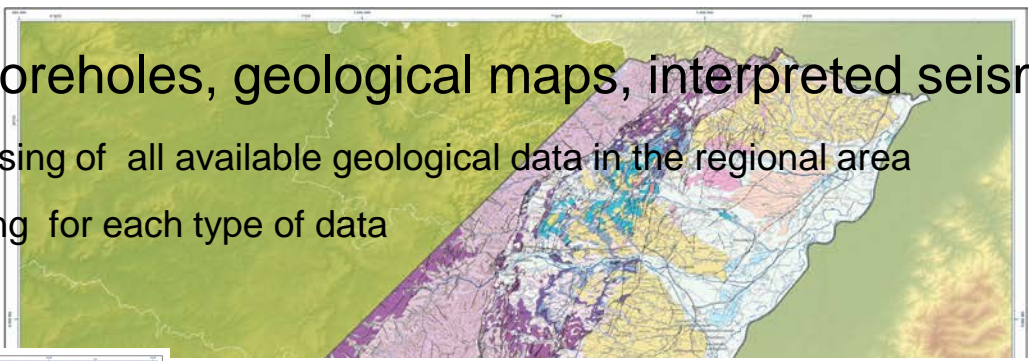 oreholes, geological maps, interpreted seisr
sing of all available geological data in the regional area
ng for each type of data